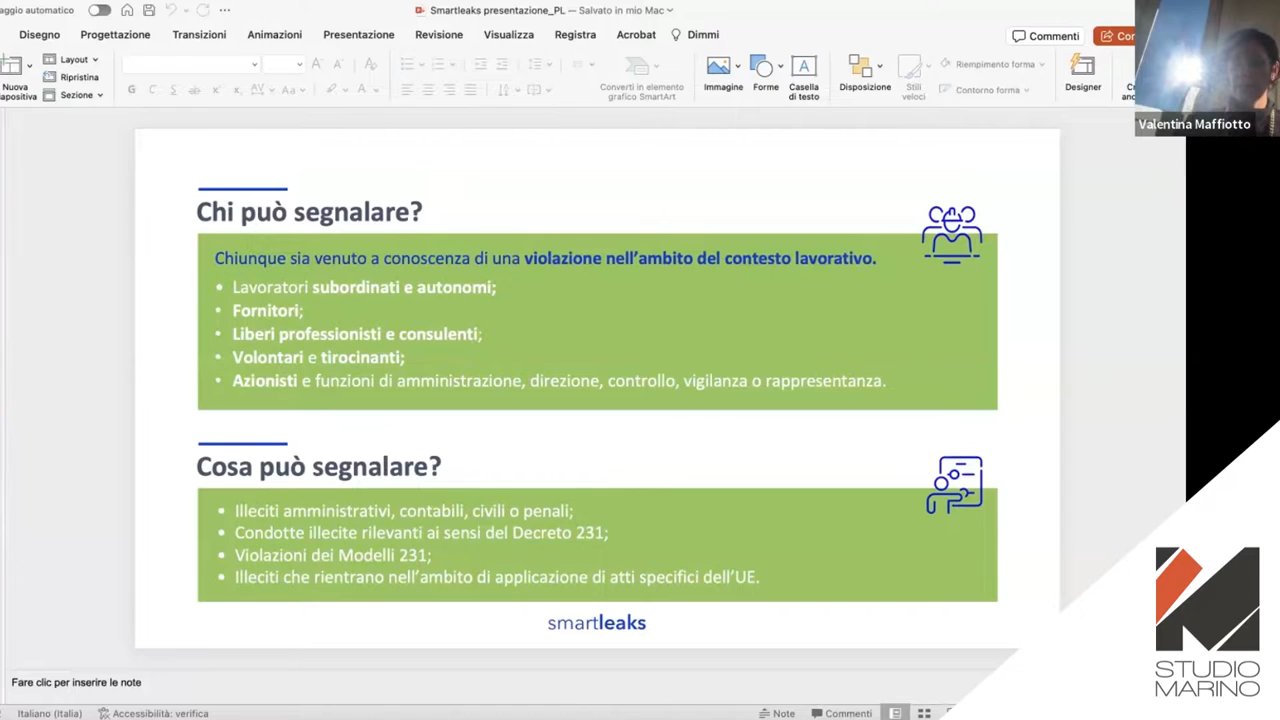 aggio automatico
Smartleaks presentazione_PL — Salvato in mio Mac
Disegno Progettazione Transizioni Animazioni Presentazione Revisione Visualizza Registra Acrobat Dimmi
Commenti
Nuova
Layout
Ripristina
Sezione
G C S ab
Aa
A
Converti in elemento
grafico SmartArt
Immagine
Forme
Casella
di testo
Disposizione
Stili
veloci
Riempimento forma
Contorno forma
Designer
Valentina Maffiotto
Chi può segnalare?
Chiunque sia venuto a conoscenza di una violazione nell’ambito del contesto lavorativo.
• Lavoratori subordinati e autonomi;
• Fornitori;
• Liberi professionisti e consulenti;
• Volontari e tirocinanti;
• Azionisti e funzioni di amministrazione, direzione, controllo, vigilanza o rappresentanza.
Cosa può segnalare?
• Illeciti amministrativi, contabili, civili o penali;
• Condotte illecite rilevanti ai sensi del Decreto 231;
• Violazioni dei Modelli 231;
• Illeciti che rientrano nell’ambito di applicazione di atti specifici dell’UE.
smartleaks
STUDIO
MARINO
Fare clic per inserire le note
Italiano (Italia) Accessibilità: verifica Note Commenti